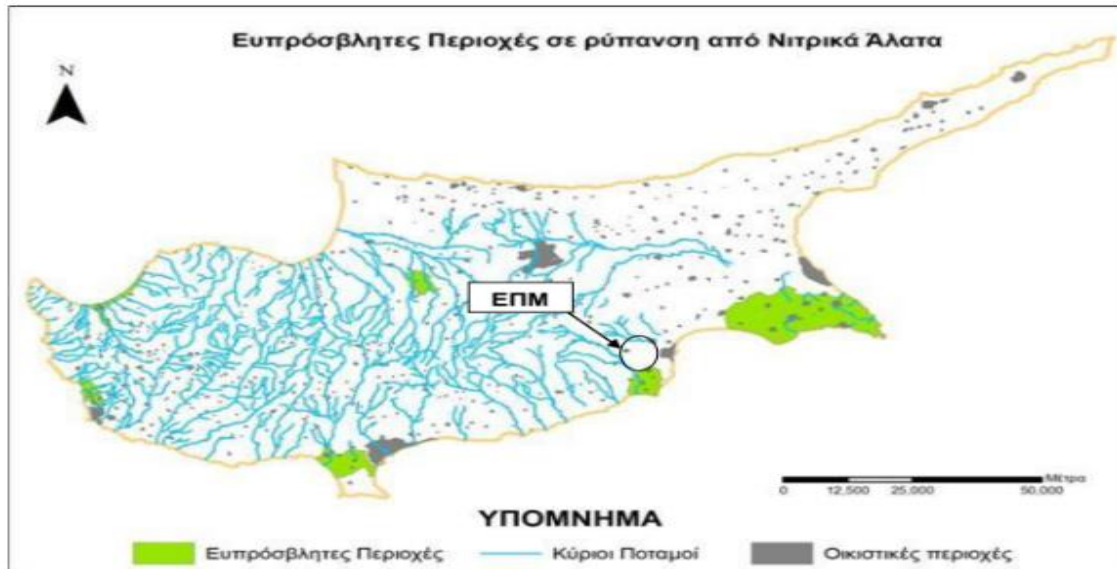 Ευπρόσβλητες Περιοχές σε ρύπανση από Νιτρικά Άλατα
N
ΕΠΜ
Μέτρα
0 12.500 25.000 50.000
ΥΠΟΜΝΗΜΑ
Ευπρόσβλητες Περιοχές Κύριοι Ποταμοί Οικιστικές περιοχές